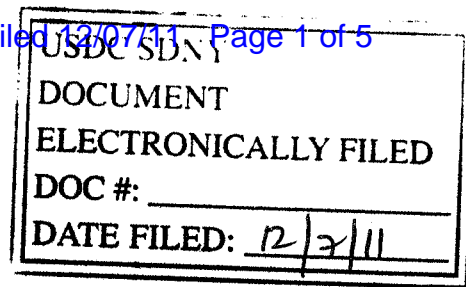 iled 12/07/11 Page 1 of 5
USDC SDNY
DOCUMENT
ELECTRONICALLY FILED
DOC #:
DATE FILED: 12/7/11